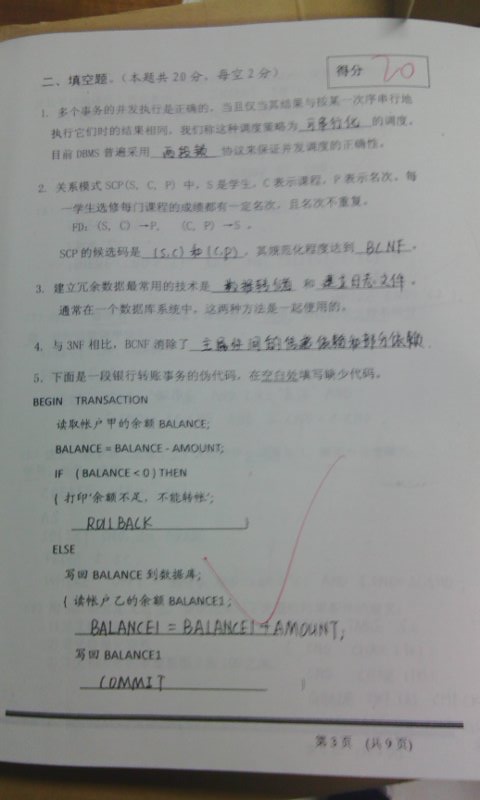 二、填空题。(本题共20分，每空2分)
得分 20
1. 多个事务的并发执行是正确的，当且仅当其结果与按某一次序串行地
执行它们时的结果相同，我们称这种调度策略为 可串行化 的调度。
目前 DBMS 普遍采用 两段锁 协议来保证并发调度的正确性。
2. 关系模式 SCP(S, C, P) 中，S 是学生，C 表示课程，P 表示名次，每
一学生选修每门课程的成绩都有一定名次，且名次不重复。
FD: (S, C) →P, (C, P) →S 。
SCP 的候选码是 (S,C) 和 (C,P) ，其规范化程度达到 BCNF 。
3. 建立冗余数据最常用的技术是 数据转储 和 建立日志文件 。
通常在一个数据库系统中，这两种方法是一起使用的。
4. 与 3NF 相比，BCNF 消除了 主属性间的传递依赖和部分依赖
5. 下面是一段银行转账事务的伪代码，在空白处填写缺少代码。
BEGIN TRANSACTION
读取帐户甲的余额 BALANCE;
BALANCE = BALANCE - AMOUNT;
IF ( BALANCE < 0 ) THEN
{ 打印'余额不足，不能转帐';
ROLLBACK }
ELSE
写回 BALANCE 到数据库;
{ 读帐户乙的余额 BALANCE1;
BALANCE1 = BALANCE1 + AMOUNT;
写回 BALANCE1
COMMIT }
第 3 页 (共 9 页)